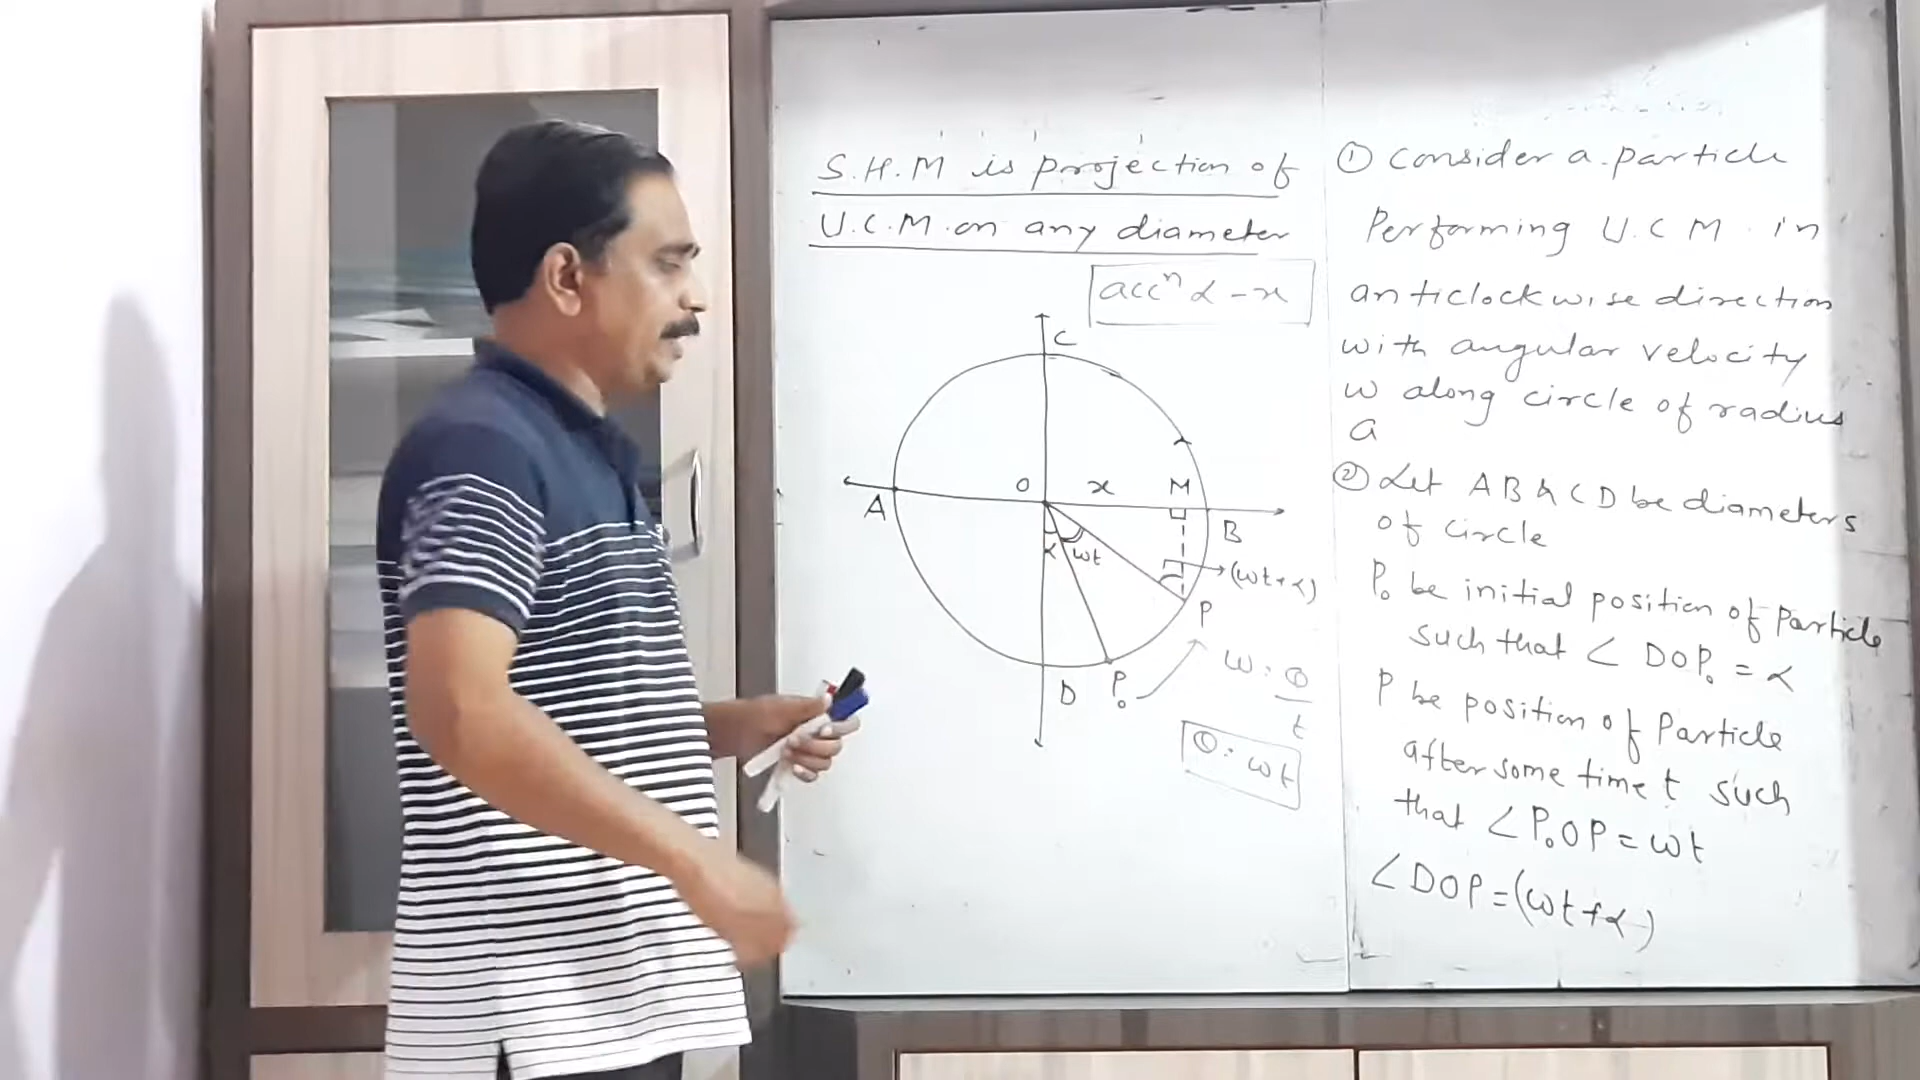 S.H.M is projection of
U.C.M. on any diameter
accⁿ α -x
C
A
O
x
M
B
α
ωt
(ωt+α)
P
D
P₀
ω = θ/t
θ = ωt
① Consider a particle
Performing U.C M. in
anticlockwise direction
with angular velocity
ω along circle of radius
a
② Let AB & CD be diameters
of circle
P₀ be initial position of Particle
such that ∠ DOP₀ = α
P be position of Particle
after some time t such
that ∠P₀OP = ωt
∠DOP = (ωt+α)